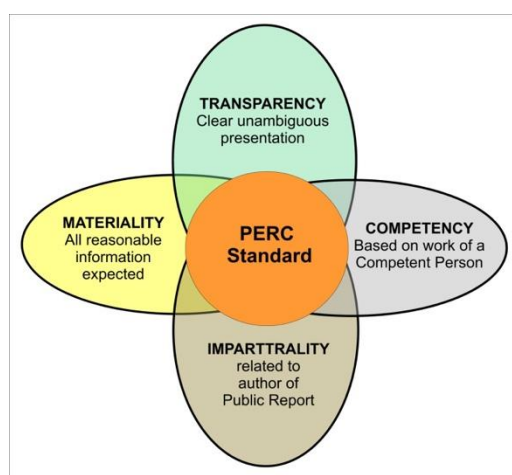 TRANSPARENCY
Clear unambiguous
presentation
MATERIALITY
All reasonable
information
expected
PERC
Standard
COMPETENCY
Based on work of a
Competent Person
IMPARTTRALITY
related to
author of
Public Report